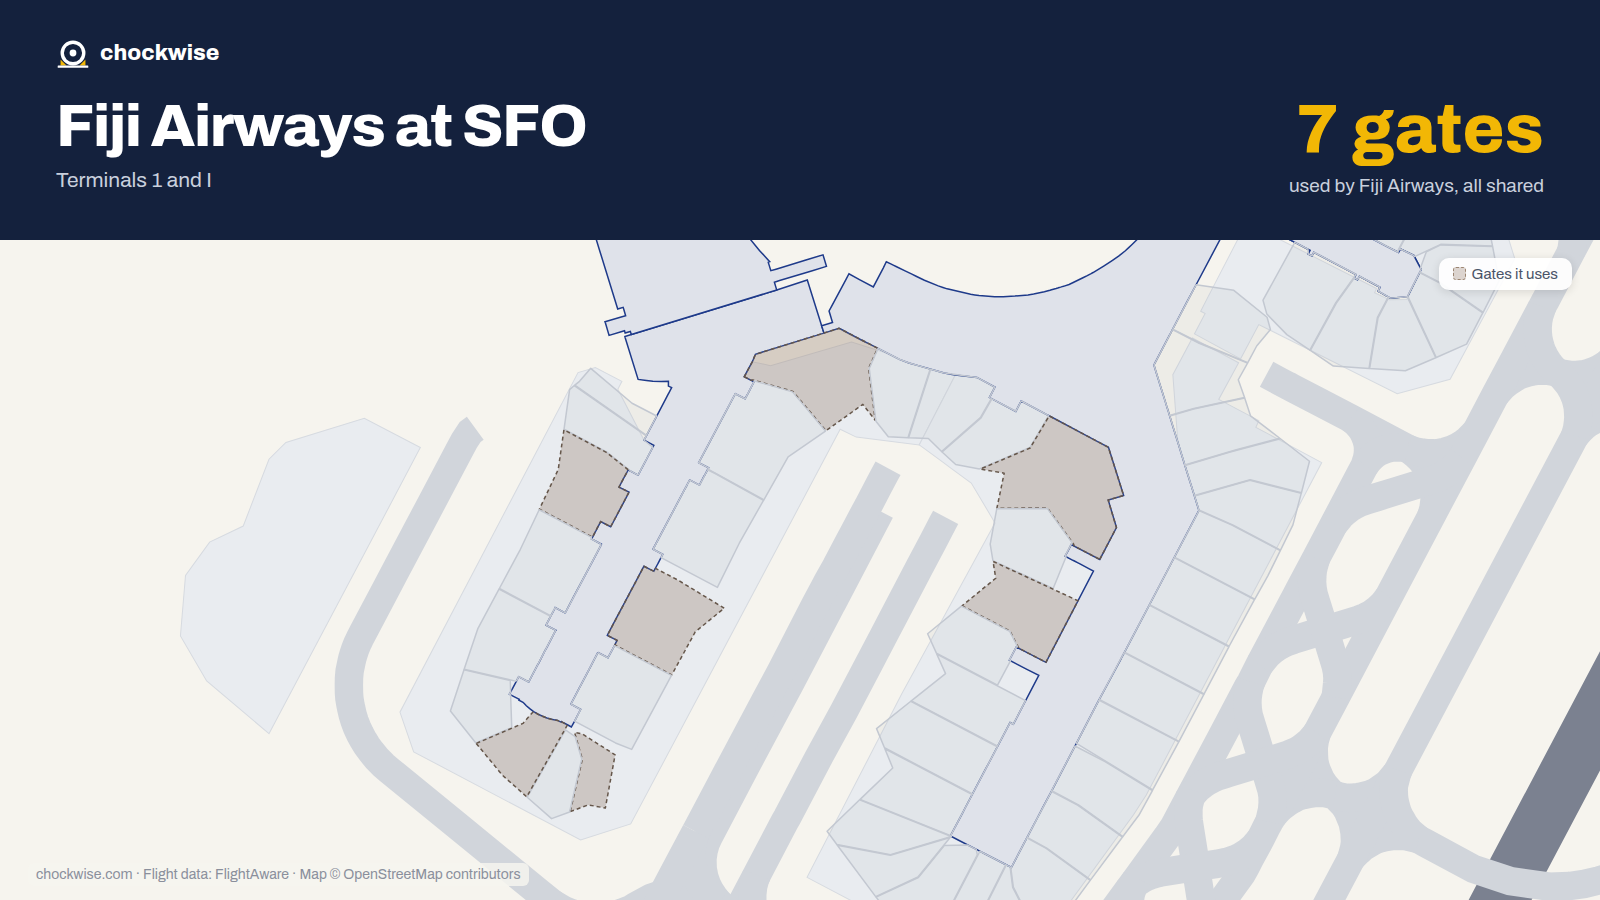 chockwise
Fiji Airways at SFO
Terminals 1 and I
7 gates
used by Fiji Airways, all shared
Gates it uses
chockwise.com · Flight data: FlightAware · Map © OpenStreetMap contributors